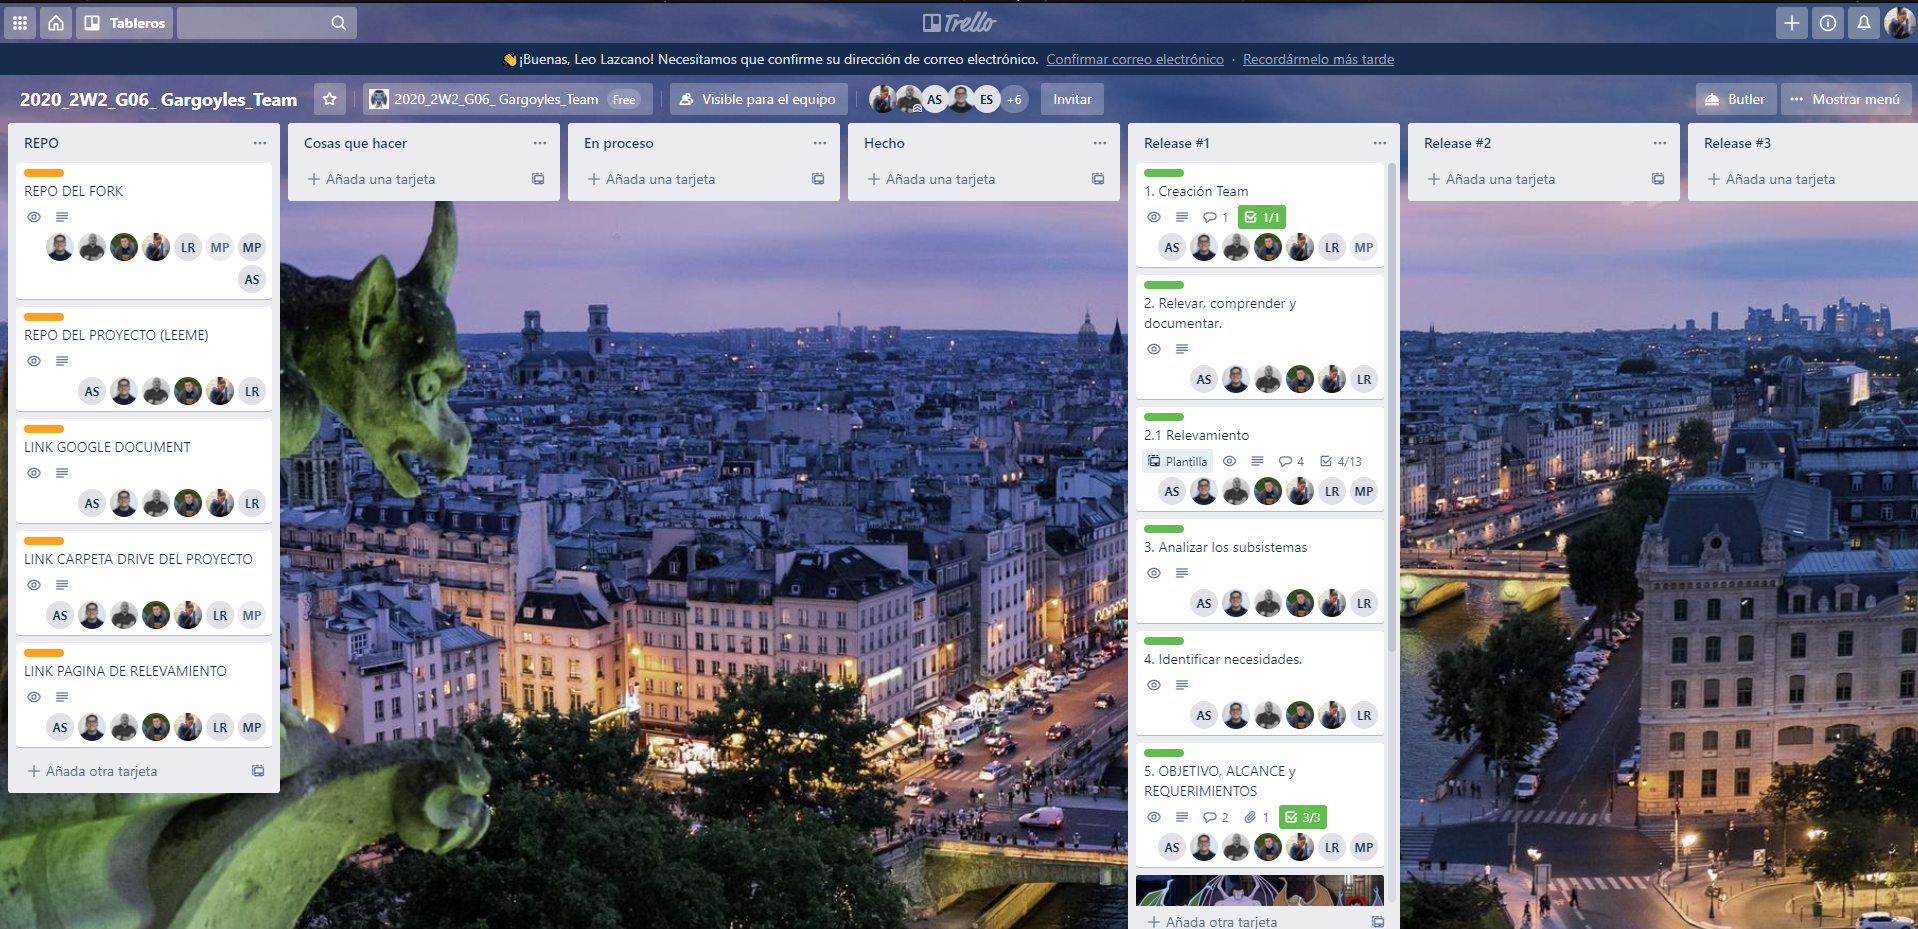 Tableros
Trello
¡Buenas, Leo Lazcano! Necesitamos que confirme su dirección de correo electrónico. Confirmar correo electrónico · Recordármelo más tarde
2020_2W2_G06_ Gargoyles_Team
2020_2W2_G06_ Gargoyles_Team Free
Visible para el equipo
AS ES +6
Invitar
Butler
Mostrar menú
REPO
REPO DEL FORK
LR MP MP
AS
REPO DEL PROYECTO (LEEME)
AS LR
LINK GOOGLE DOCUMENT
AS LR
LINK CARPETA DRIVE DEL PROYECTO
AS LR MP
LINK PAGINA DE RELEVAMIENTO
AS LR MP
+ Añada otra tarjeta
Cosas que hacer
+ Añada una tarjeta
En proceso
+ Añada una tarjeta
Hecho
+ Añada una tarjeta
Release #1
1. Creación Team
1 1/1
AS LR MP
2. Relevar, comprender y
documentar.
AS LR
2.1 Relevamiento
Plantilla 4 4/13
AS LR MP
3. Analizar los subsistemas
AS LR
4. Identificar necesidades.
AS LR
5. OBJETIVO, ALCANCE y
REQUERIMIENTOS
2 1 3/3
AS LR MP
+ Añada otra tarjeta
Release #2
+ Añada una tarjeta
Release #3
+ Añada una tarjeta